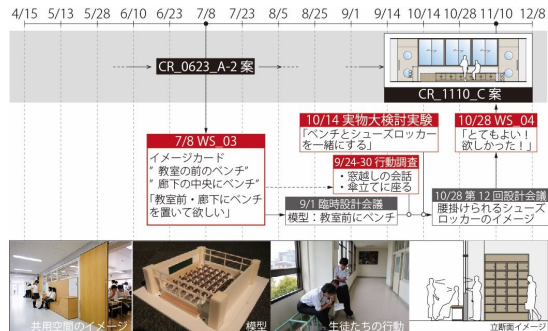 4/15 5/13 5/28 6/10 6/23 7/8 7/23 8/25 9/1 9/14 10/14 10/28 11/10 12/8
CR_0623_A-2 案
CR_1110_C 案
7/8 WS_03
イメージカード
" 教室の前のベンチ"
" 廊下の中央にベンチ"
「教室前・廊下にベンチ
を置いて欲しい」
10/14 実物大検討実験
「ベンチとシューズロッカー
を一緒にする」
9/24-30 行動調査
・窓越しの会話
・傘立てに座る
9/1 臨時設計会議
模型：教室前にベンチ
10/28 WS_04
「とてもよい！
欲しかった！」
10/28 第 12 回設計会議
腰掛けられるシューズ
ロッカーのイメージ
共用空間のイメージ
模型
生徒たちの行動
立断面イメージ